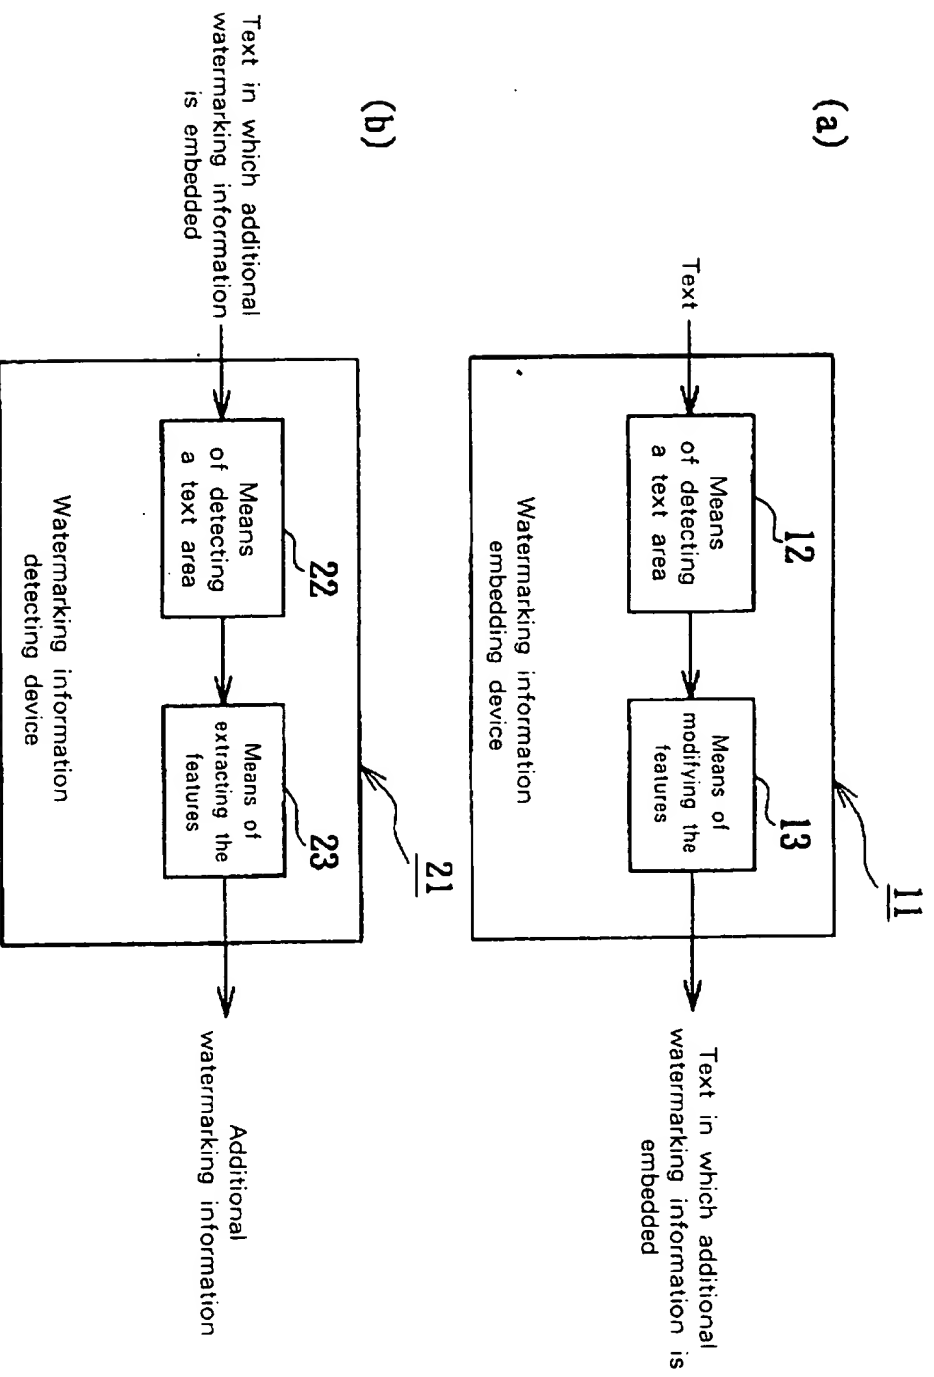 (a)
11
Text
12
Means
of detecting
a text area
13
Means of
modifying the
features
Text in which additional
watermarking information is
embedded
Watermarking information
embedding device
(b)
21
Text in which additional
watermarking information
is embedded
22
Means
of detecting
a text area
23
Means of
extracting the
features
Additional
watermarking information
Watermarking information
detecting device